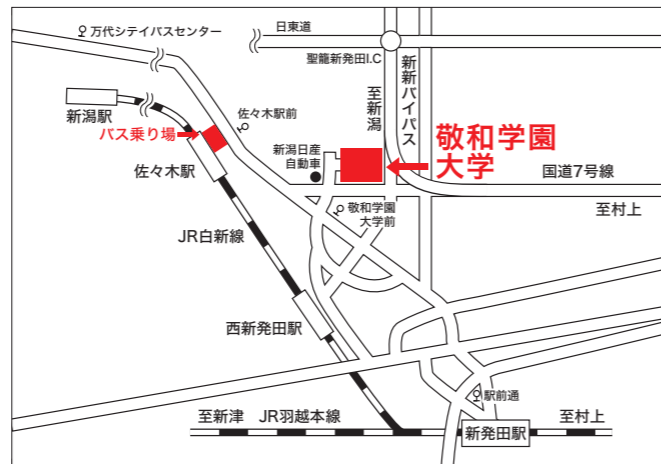 万代シテイバスセンター
日東道
聖籠新発田I.C
新新バイパス
至新潟
新潟駅
バス乗り場
佐々木駅前
佐々木駅
新潟日産
自動車
敬和学園
大学
国道7号線
至村上
敬和学園
大学前
JR白新線
西新発田駅
駅前通
至新津
JR羽越本線
新発田駅
至村上